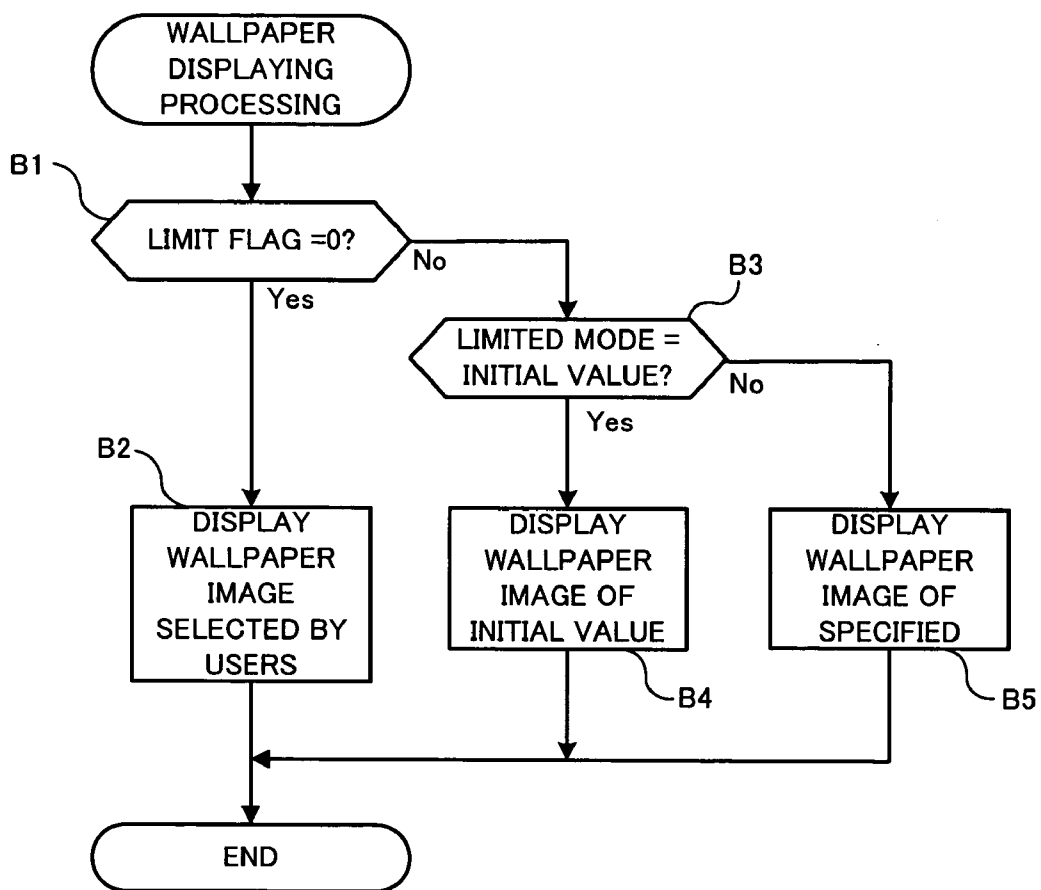 WALLPAPER
DISPLAYING
PROCESSING
B1
LIMIT FLAG =0?
No
Yes
B3
LIMITED MODE =
INITIAL VALUE?
No
Yes
B2
DISPLAY
WALLPAPER
IMAGE
SELECTED BY
USERS
DISPLAY
WALLPAPER
IMAGE OF
INITIAL VALUE
B4
DISPLAY
WALLPAPER
IMAGE OF
SPECIFIED
B5
END